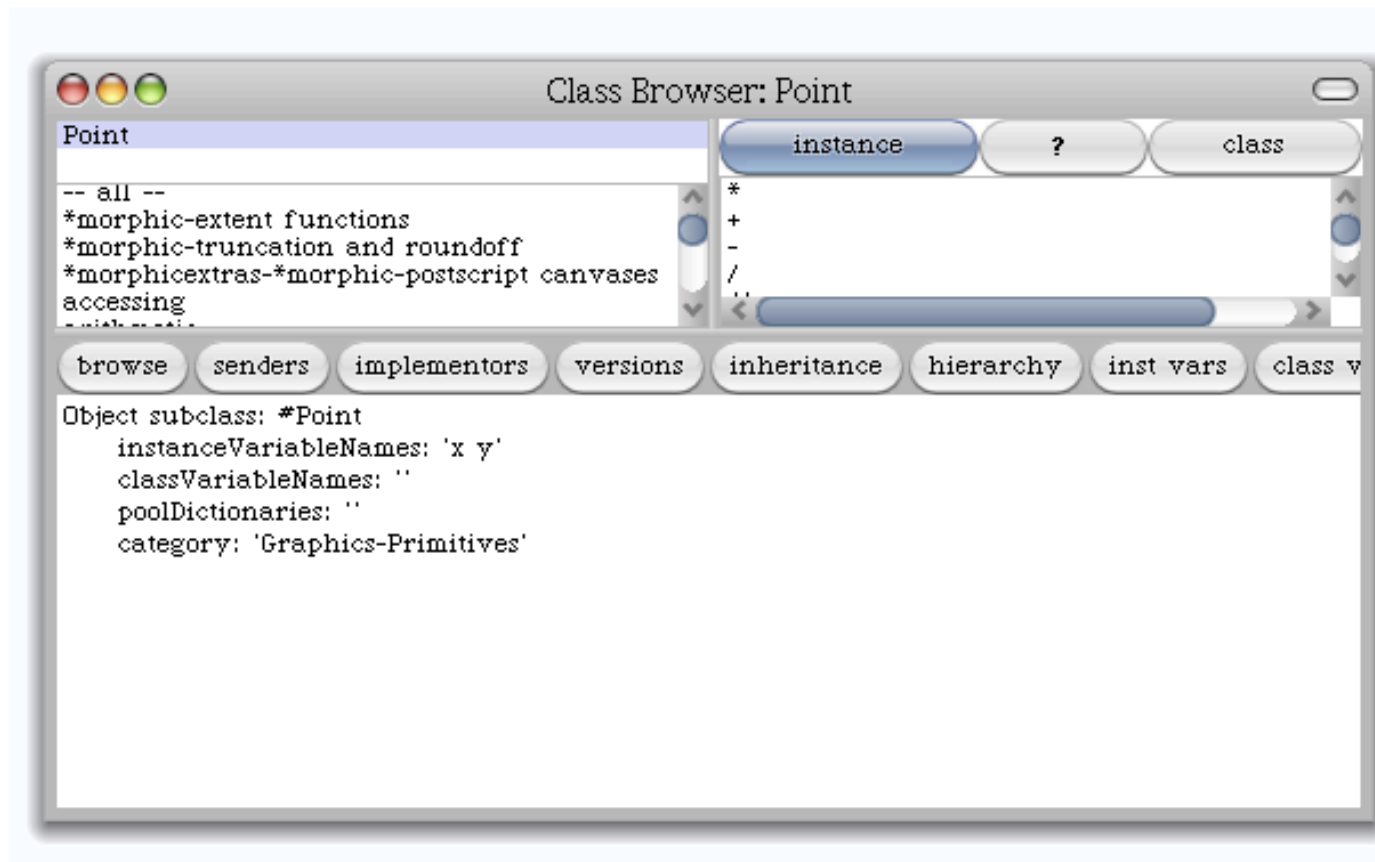 Class Browser: Point
Point
instance
?
class
-- all --
*morphic-extent functions
*morphic-truncation and roundoff
*morphicextras-*morphic-postscript canvases
accessing
*
+
-
/
browse
senders
implementors
versions
inheritance
hierarchy
inst vars
class v
Object subclass: #Point
instanceVariableNames: 'x y'
classVariableNames: ''
poolDictionaries: ''
category: 'Graphics-Primitives'